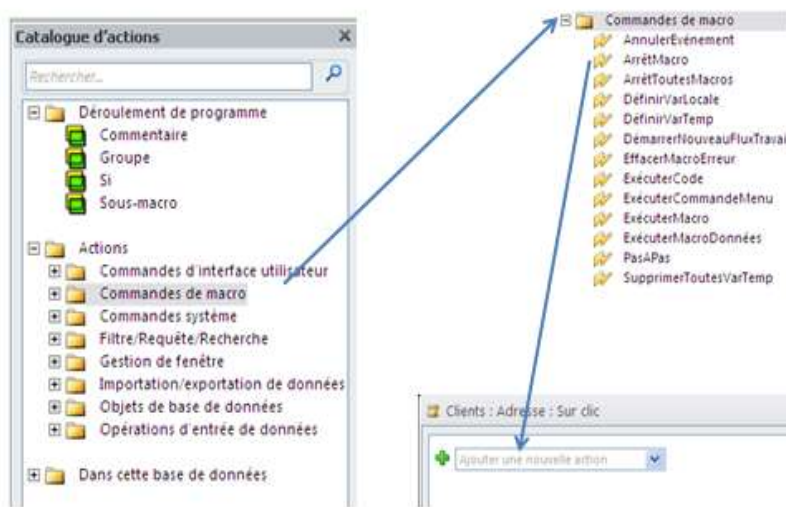 Catalogue d'actions
Rechercher...
Déroulement de programme
Commentaire
Groupe
Si
Sous-macro
Actions
Commandes d'interface utilisateur
Commandes de macro
Commandes système
Filtre/Requête/Recherche
Gestion de fenêtre
Importation/exportation de données
Objets de base de données
Opérations d'entrée de données
Dans cette base de données
Commandes de macro
AnnulerEvénement
ArrêtMacro
ArrêtToutesMacros
DéfinirVarLocale
DéfinirVarTemp
DémarrerNouveauFluxTravai
EffacerMacroErreur
ExécuterCode
ExécuterCommandeMenu
ExécuterMacro
ExécuterMacroDonnées
PasAPas
SupprimerToutesVarTemp
Clients : Adresse : Sur clic
Ajouter une nouvelle action